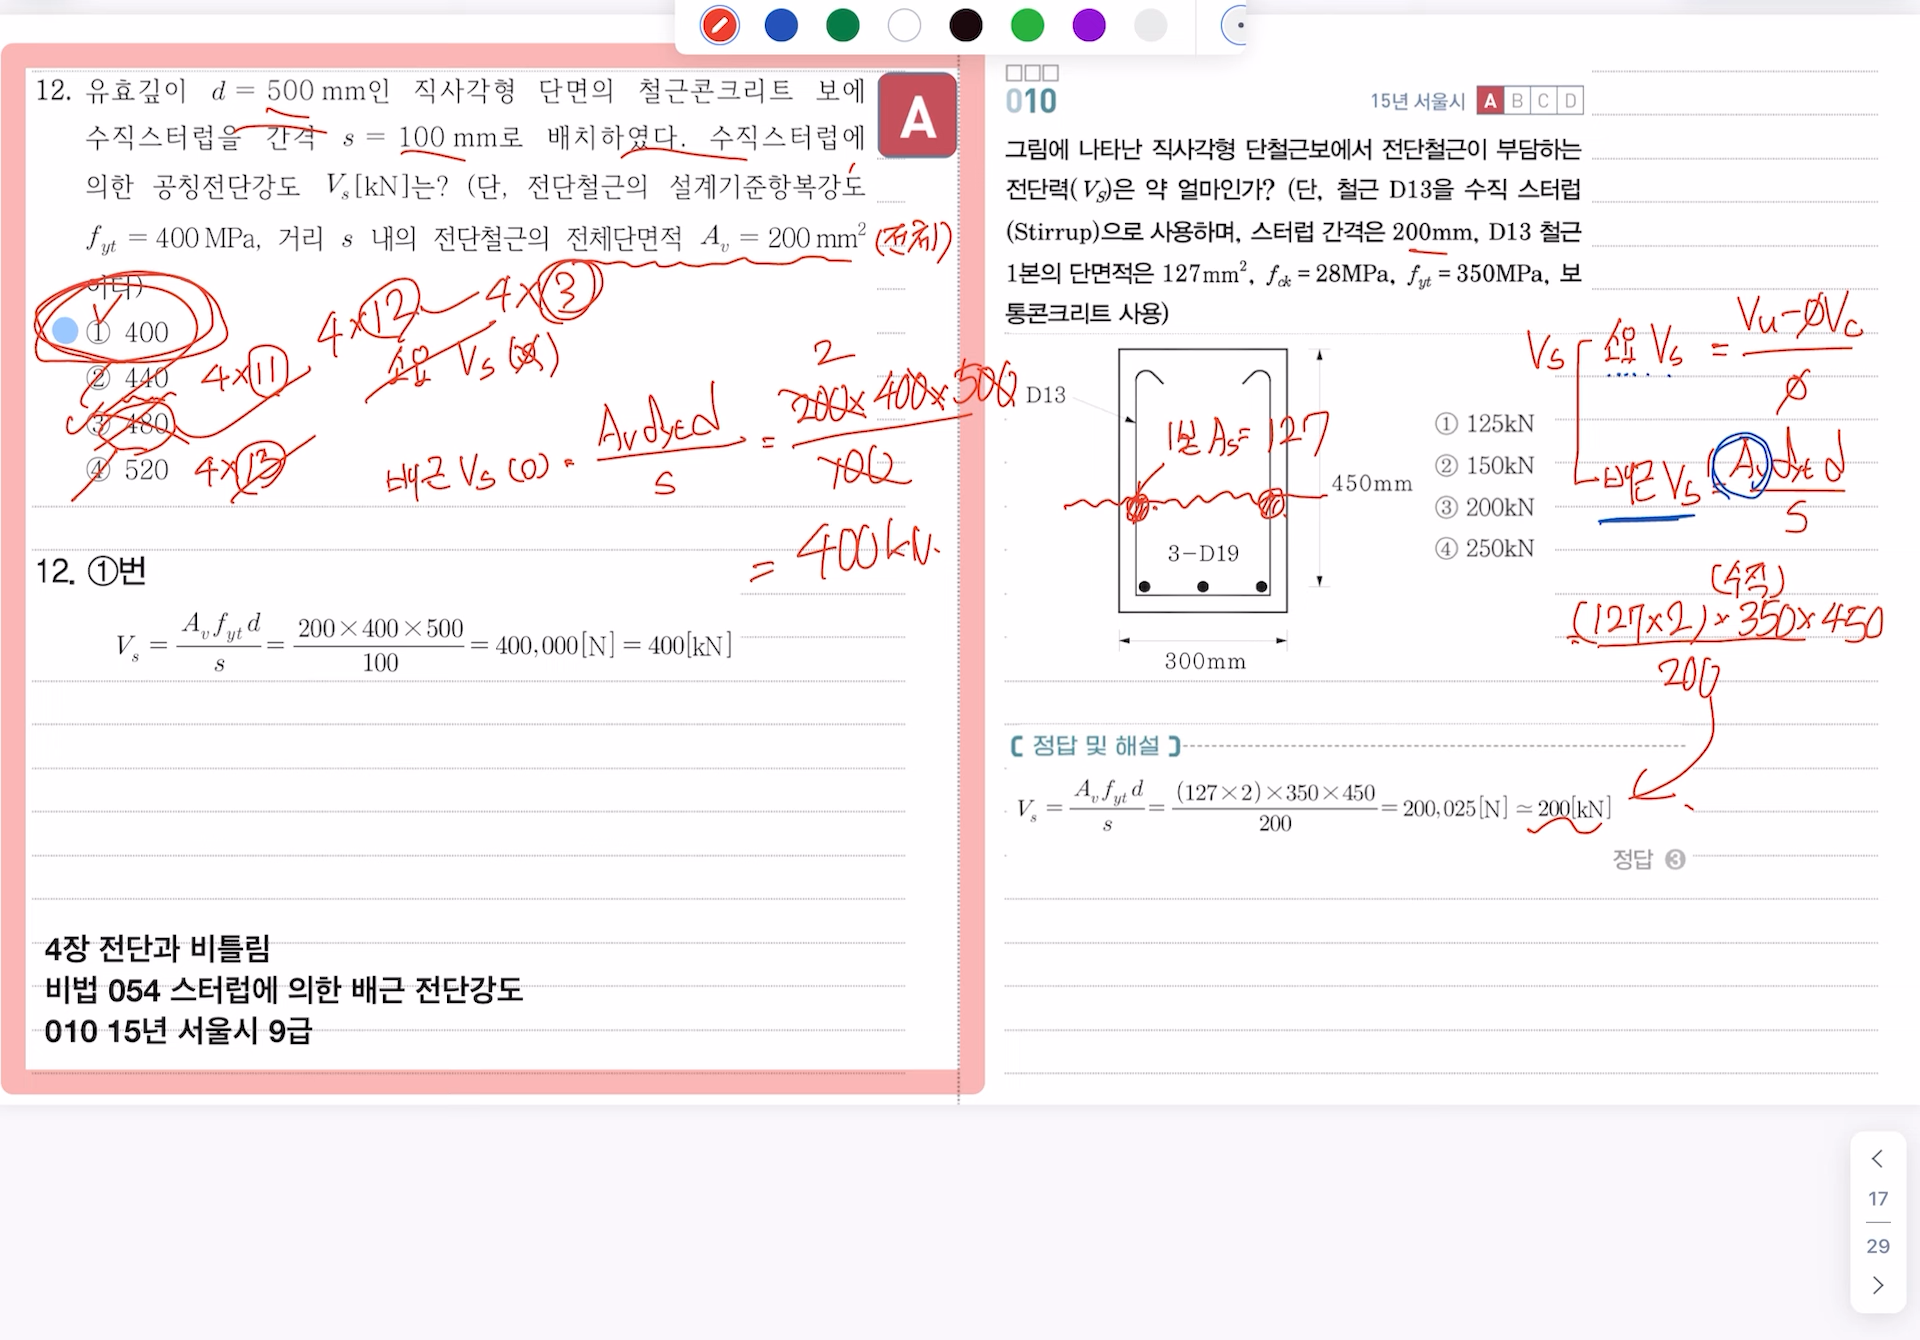 12. 유효깊이 d = 500 mm인 직사각형 단면의 철근콘크리트 보에
수직스터럽을 간격 s = 100 mm로 배치하였다. 수직스터럽에
의한 공칭전단강도 Vs[kN]는? (단, 전단철근의 설계기준항복강도
fyt = 400 MPa, 거리 s 내의 전단철근의 전체단면적 Av = 200 mm² (전체)
이다)
A
① 400
② 440
③ 480
④ 520
4×11
4×12
4×③
4×13
소요 Vs (×)
배근 Vs (0) = Av fyt d / s = 200×400×500 / 100
2
= 400kN.
12. ①번
Vs = Av fyt d / s = 200×400×500 / 100 = 400,000[N] = 400[kN]
4장 전단과 비틀림
비법 054 스터럽에 의한 배근 전단강도
010 15년 서울시 9급
010
15년 서울시 A B C D
그림에 나타난 직사각형 단철근보에서 전단철근이 부담하는
전단력(Vs)은 약 얼마인가? (단, 철근 D13을 수직 스터럽
(Stirrup)으로 사용하며, 스터럽 간격은 200mm, D13 철근
1본의 단면적은 127mm², fck = 28MPa, fyt = 350MPa, 보
통콘크리트 사용)
D13
1본 As = 127
450mm
3-D19
300mm
① 125kN
② 150kN
③ 200kN
④ 250kN
Vs
소요 Vs = Vu-ØVc / Ø
배근 Vs = Av fyt d / s
(수직)
(127×2)×350×450 / 200
【 정답 및 해설 】
Vs = Av fyt d / s = (127×2)×350×450 / 200 = 200,025[N] ≃ 200[kN]
정답 ❸
17
29